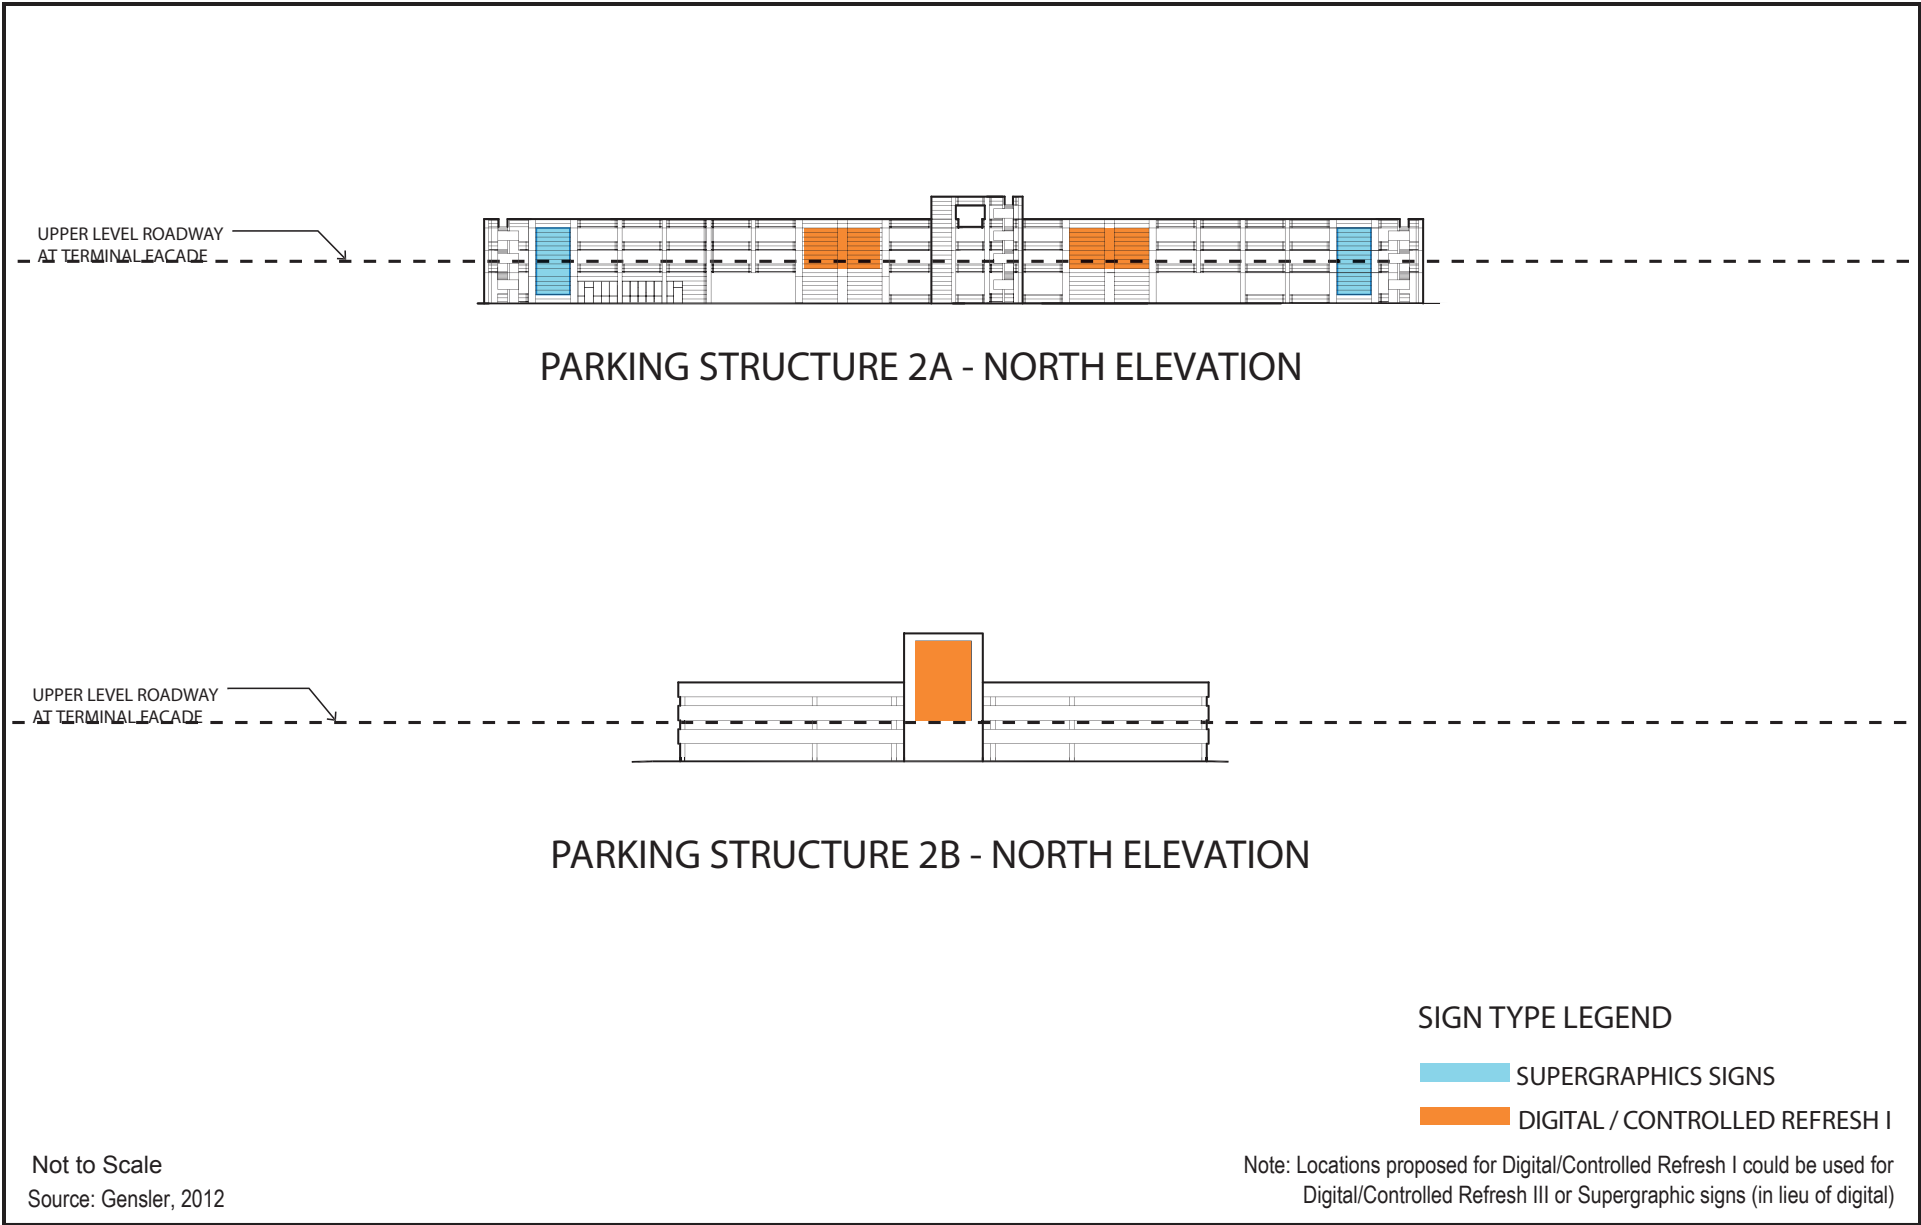 UPPER LEVEL ROADWAY
AT TERMINAL FACADE
PARKING STRUCTURE 2A - NORTH ELEVATION
UPPER LEVEL ROADWAY
AT TERMINAL FACADE
PARKING STRUCTURE 2B - NORTH ELEVATION
SIGN TYPE LEGEND
SUPERGRAPHICS SIGNS
DIGITAL / CONTROLLED REFRESH I
Not to Scale
Source: Gensler, 2012
Note: Locations proposed for Digital/Controlled Refresh I could be used for
Digital/Controlled Refresh III or Supergraphic signs (in lieu of digital)